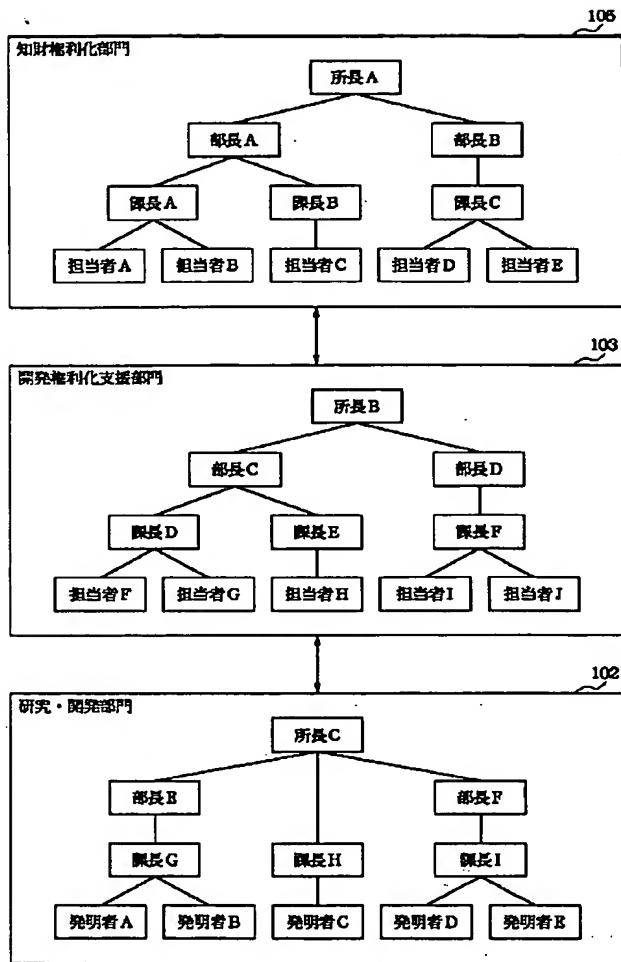 105
知財権利化部門
所長A
部長A 部長B
課長A 課長B 課長C
担当者A 担当者B 担当者C 担当者D 担当者E
103
開発権利化支援部門
所長B
部長C 部長D
課長D 課長E 課長F
担当者F 担当者G 担当者H 担当者I 担当者J
102
研究・開発部門
所長C
部長E 部長F
課長G 課長H 課長I
発明者A 発明者B 発明者C 発明者D 発明者E